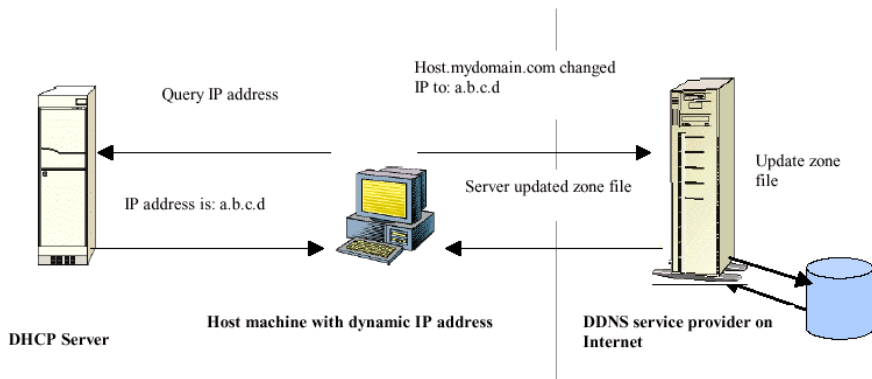 Host.mydomain.com changed
IP to: a.b.c.d
Query IP address
Update zone
file
Server updated zone file
IP address is: a.b.c.d
Host machine with dynamic IP address
DDNS service provider on
Internet
DHCP Server